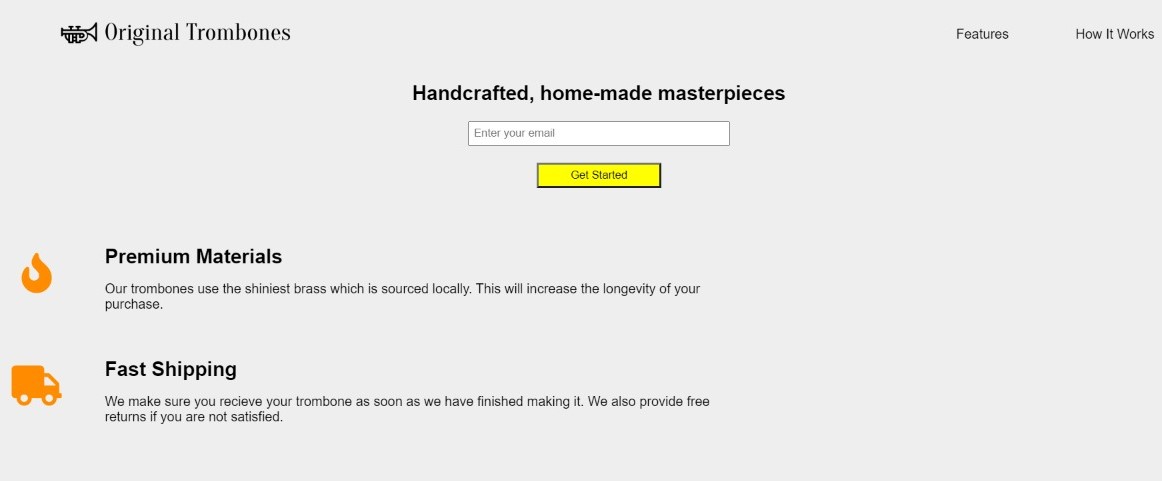 Original Trombones
Features
How It Works
Handcrafted, home-made masterpieces
Enter your email
Get Started
Premium Materials
Our trombones use the shiniest brass which is sourced locally. This will increase the longevity of your
purchase.
Fast Shipping
We make sure you recieve your trombone as soon as we have finished making it. We also provide free
returns if you are not satisfied.